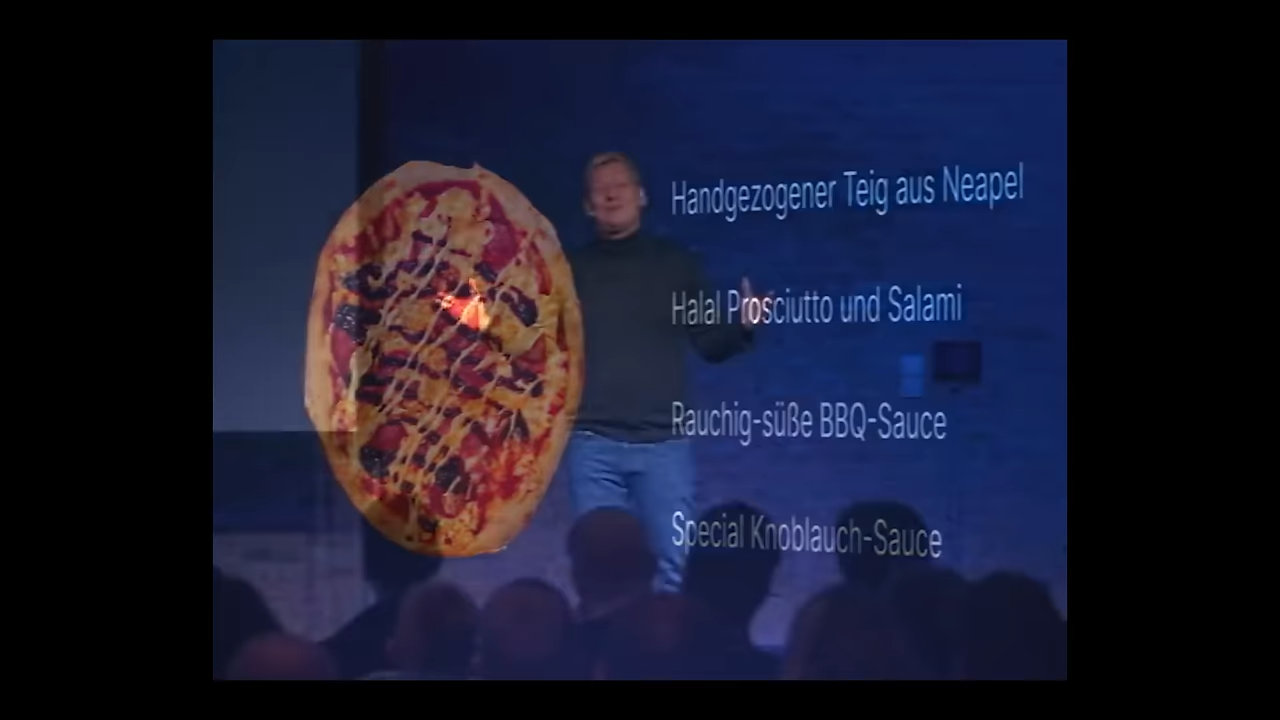 Handgezogener Teig aus Neapel
Halal Prosciutto und Salami
Rauchig-süße BBQ-Sauce
Special Knoblauch-Sauce